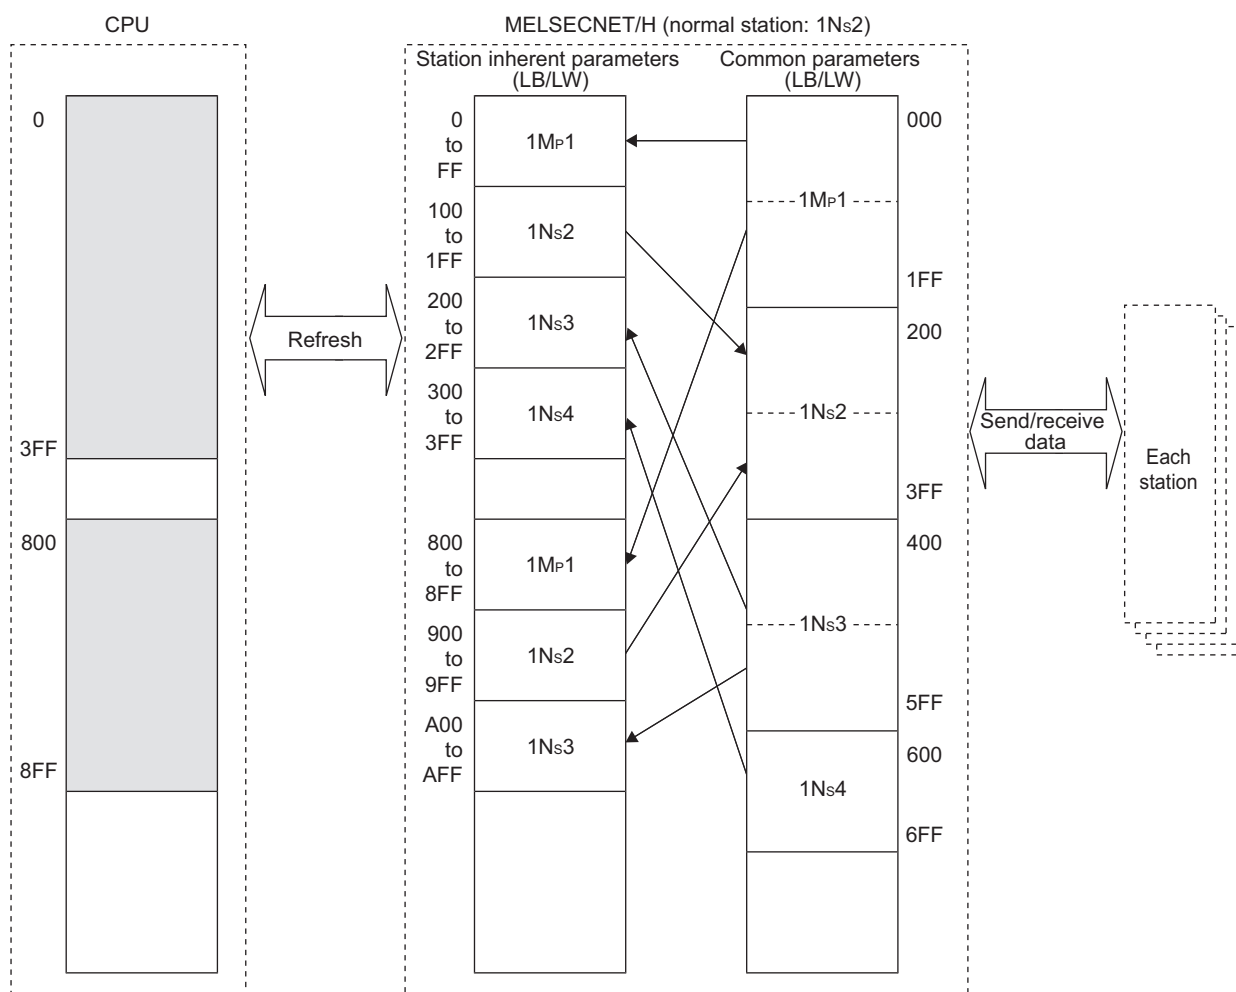 CPU
MELSECNET/H (normal station: 1Ns2)
Station inherent parameters
(LB/LW)
Common parameters
(LB/LW)
0
3FF
800
8FF
Refresh
0
to
FF
1MP1
100
to
1FF
1Ns2
200
to
2FF
1Ns3
300
to
3FF
1Ns4
800
to
8FF
1MP1
900
to
9FF
1Ns2
A00
to
AFF
1Ns3
000
1MP1
1FF
200
1Ns2
3FF
400
1Ns3
5FF
600
1Ns4
6FF
Send/receive
data
Each
station